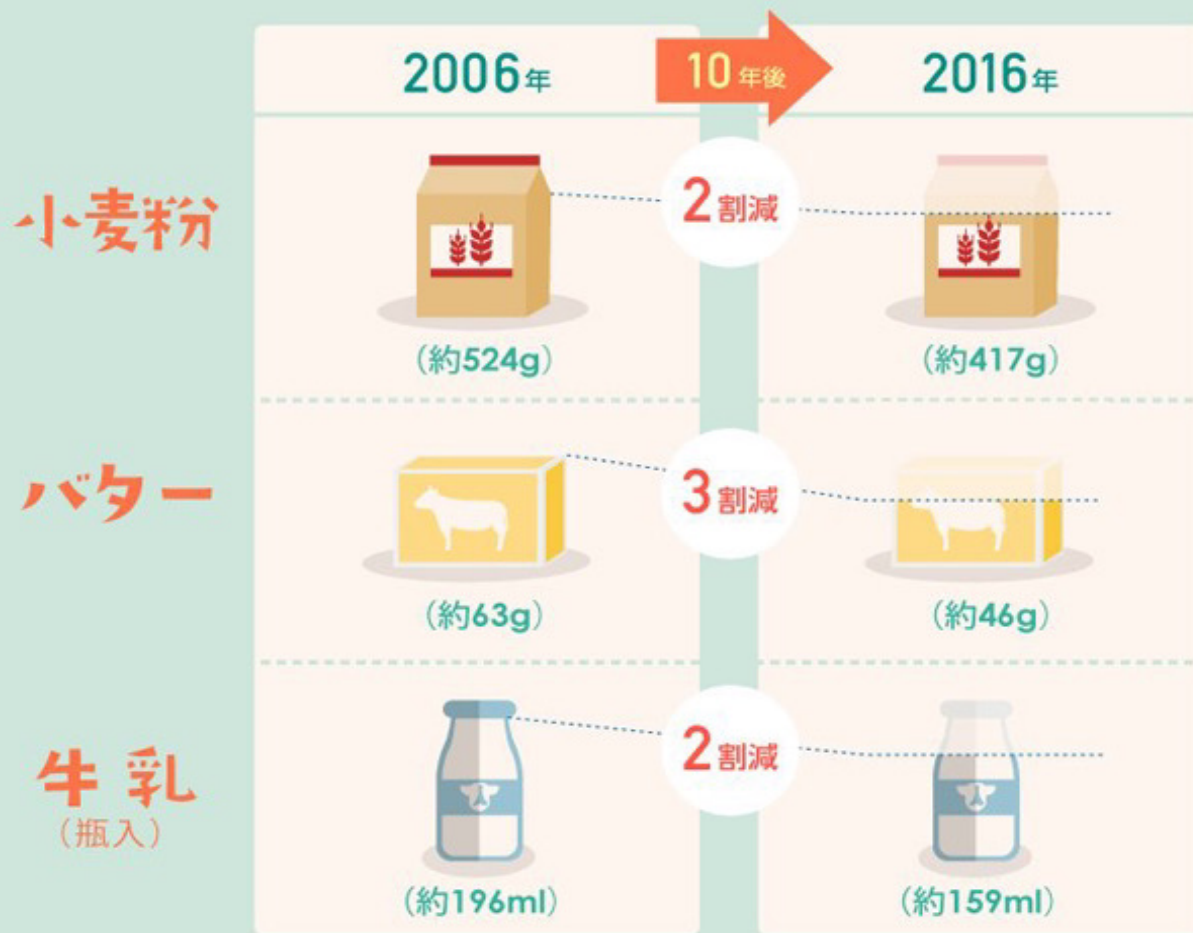 2006年
10年後
2016年
小麦粉
2割減
(約524g)
(約417g)
バター
3割減
(約63g)
(約46g)
牛乳
(瓶入)
2割減
(約196ml)
(約159ml)